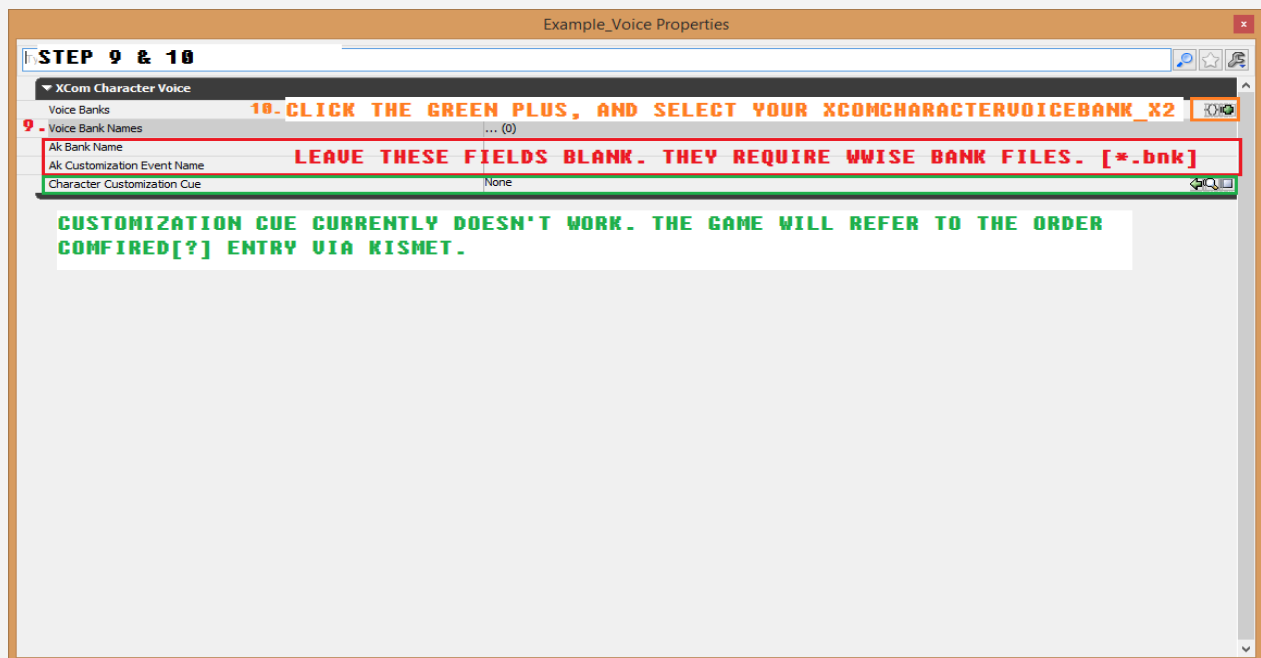 Example_Voice Properties
STEP 9 & 10
XCom Character Voice
Voice Banks 10. CLICK THE GREEN PLUS, AND SELECT YOUR XCOMCHARACTERVOICEBANK_X2
9. Voice Bank Names ... (0)
Ak Bank Name
LEAVE THESE FIELDS BLANK. THEY REQUIRE WWISE BANK FILES. [*.bnk]
Ak Customization Event Name
Character Customization Cue None
CUSTOMIZATION CUE CURRENTLY DOESN'T WORK. THE GAME WILL REFER TO THE ORDER
COMFIRED[?] ENTRY VIA KISMET.